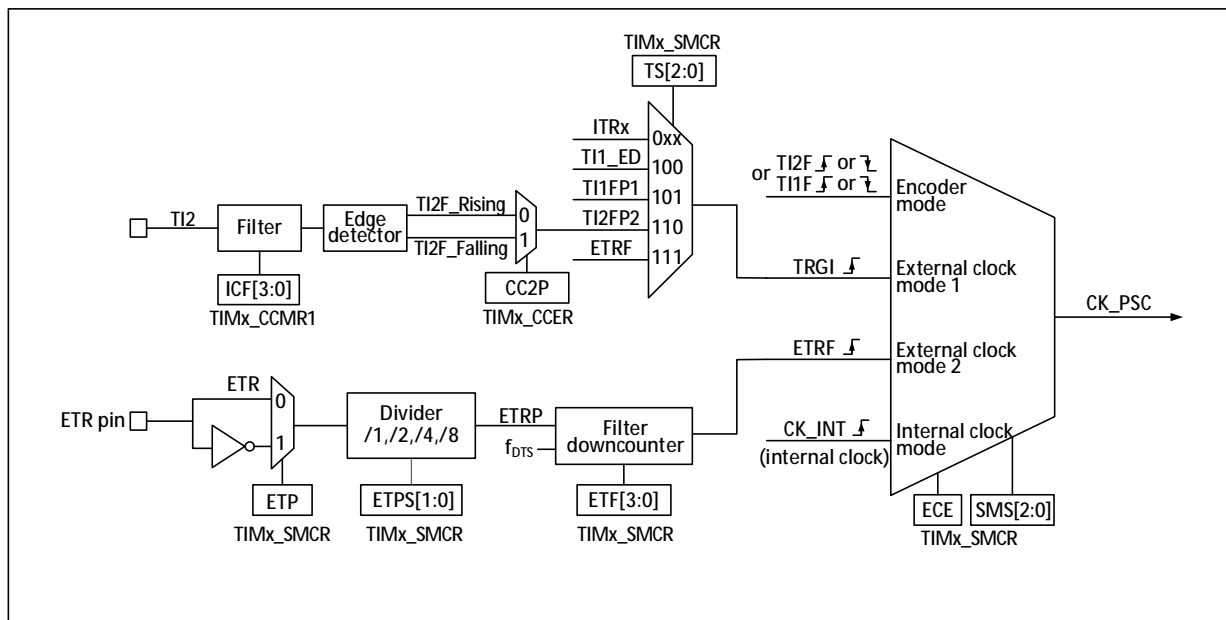 TIMx_SMCR
TS[2:0]
ITRx
0xx
TI1_ED
100
TI1FP1
101
TI2FP2
110
ETRF
111
or TI2F or
TI1F or
Encoder
mode
TI2
Filter
Edge
detector
TI2F_Rising
TI2F_Falling
0
1
ICF[3:0]
TIMx_CCMR1
CC2P
TIMx_CCER
TRGI
External clock
mode 1
CK_PSC
ETRF
External clock
mode 2
ETR pin
ETR
0
1
Divider
/1,/2,/4,/8
ETRP
fDTS
Filter
downcounter
CK_INT
(internal clock)
Internal clock
mode
ETP
TIMx_SMCR
ETPS[1:0]
TIMx_SMCR
ETF[3:0]
TIMx_SMCR
ECE
SMS[2:0]
TIMx_SMCR